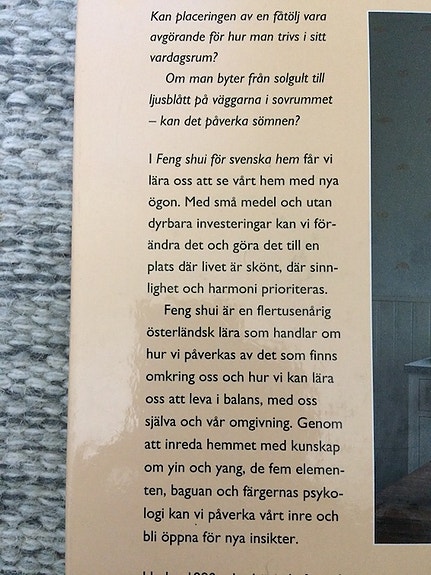 Kan placeringen av en fåtölj vara
avgörande för hur man trivs i sitt
vardagsrum?
Om man byter från solgult till
ljusblått på väggarna i sovrummet
– kan det påverka sömnen?
I Feng shui för svenska hem får vi
lära oss att se vårt hem med nya
ögon. Med små medel och utan
dyrbara investeringar kan vi för-
ändra det och göra det till en
plats där livet är skönt, där sinn-
lighet och harmoni prioriteras.
Feng shui är en flertusenårig
österländsk lära som handlar om
hur vi påverkas av det som finns
omkring oss och hur vi kan lära
oss att leva i balans, med oss
själva och vår omgivning. Genom
att inreda hemmet med kunskap
om yin och yang, de fem elemen-
ten, baguan och färgernas psyko-
logi kan vi påverka vårt inre och
bli öppna för nya insikter.